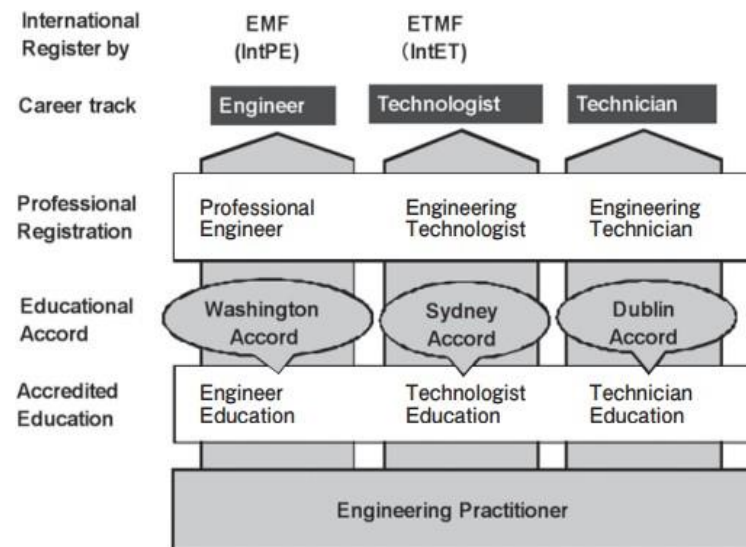 International
Register by
EMF
(IntPE)
ETMF
(IntET)
Career track
Engineer
Technologist
Technician
Professional
Registration
Professional
Engineer
Engineering
Technologist
Engineering
Technician
Educational
Accord
Washington
Accord
Sydney
Accord
Dublin
Accord
Accredited
Education
Engineer
Education
Technologist
Education
Technician
Education
Engineering Practitioner